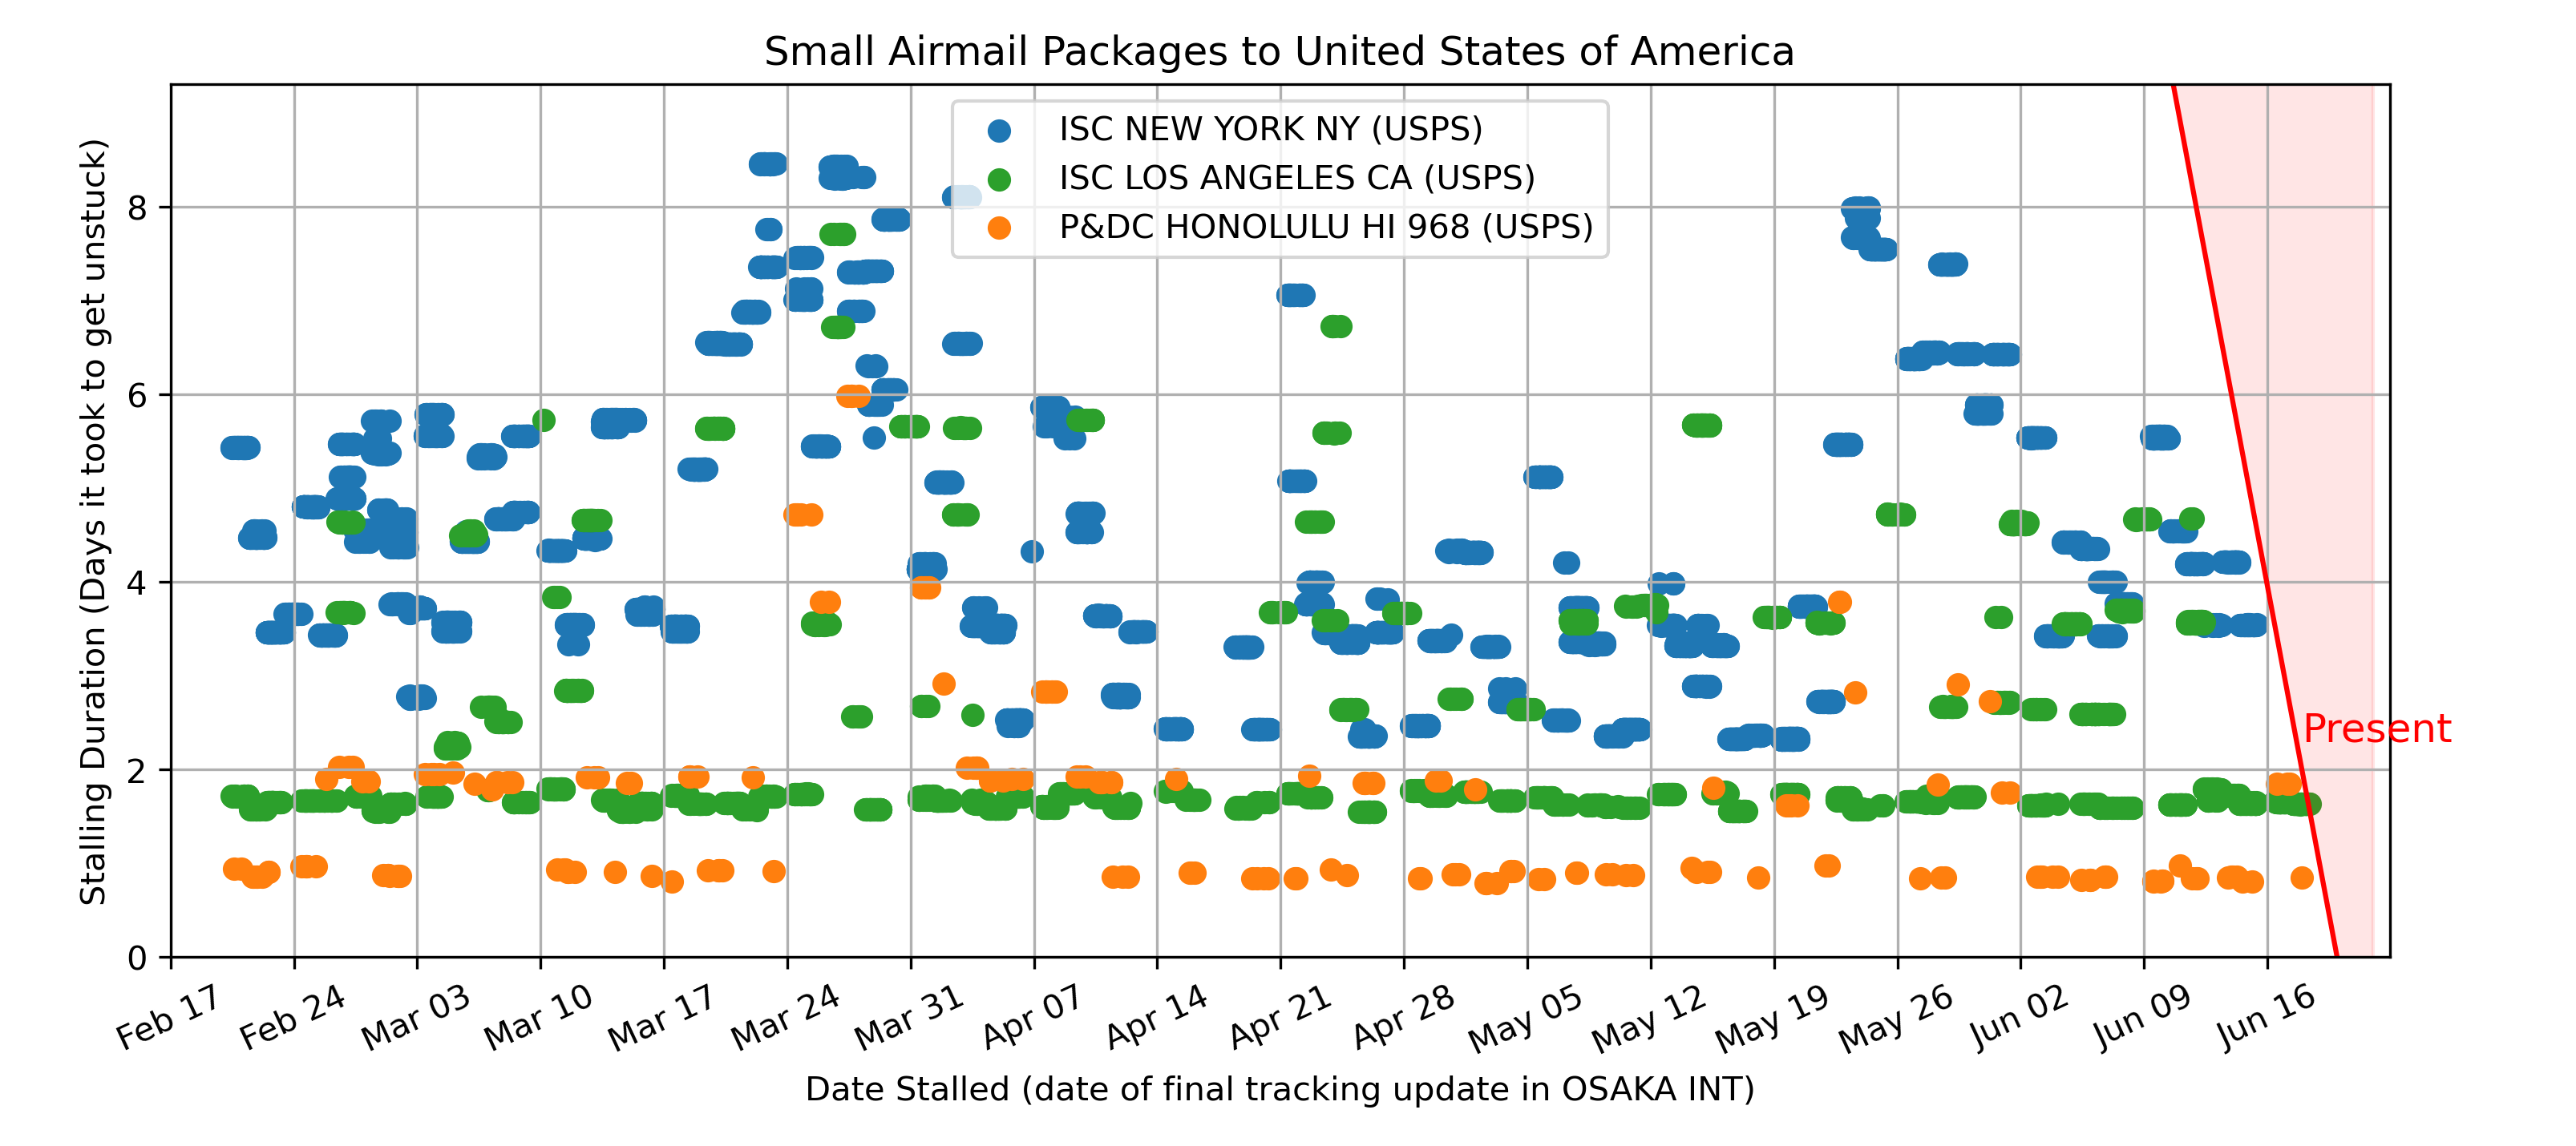 Small Airmail Packages to United States of America
ISC NEW YORK NY (USPS)
ISC LOS ANGELES CA (USPS)
P&DC HONOLULU HI 968 (USPS)
Stalling Duration (Days it took to get unstuck)
8
6
4
2
0
Present
Feb 17
Feb 24
Mar 03
Mar 10
Mar 17
Mar 24
Mar 31
Apr 07
Apr 14
Apr 21
Apr 28
May 05
May 12
May 19
May 26
Jun 02
Jun 09
Jun 16
Date Stalled (date of final tracking update in OSAKA INT)